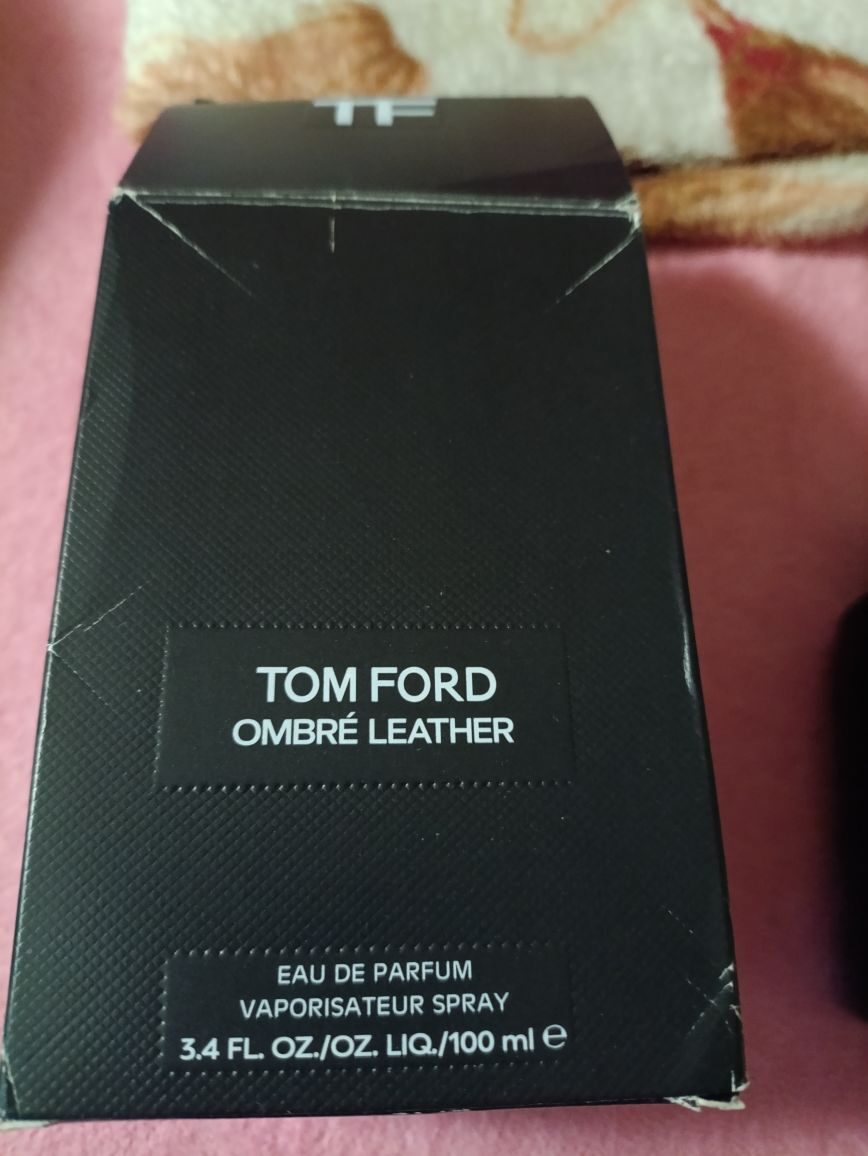 TF
TOM FORD
OMBRÉ LEATHER
EAU DE PARFUM
VAPORISATEUR SPRAY
3.4 FL. OZ./OZ. LIQ./100 ml ℮